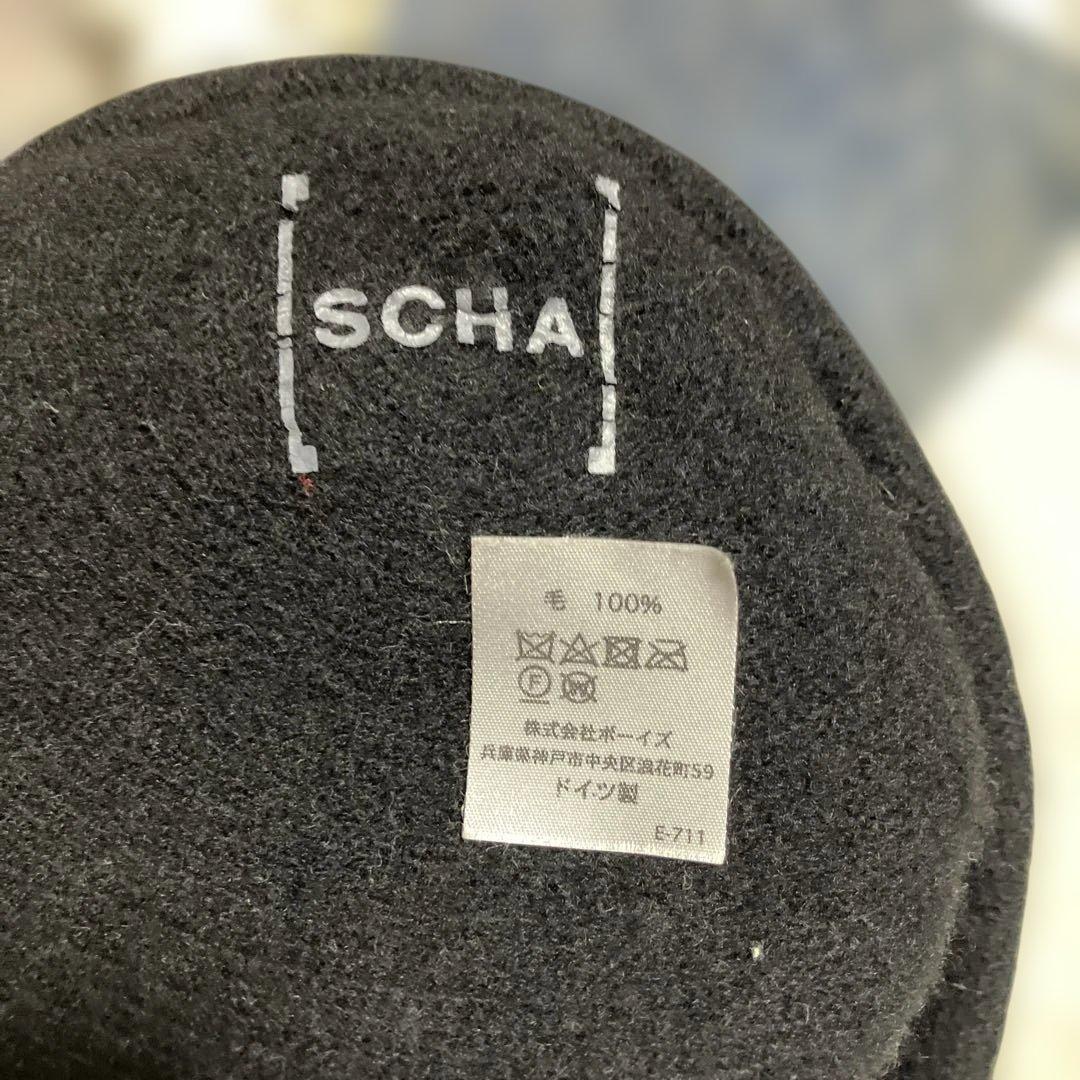 [SCHA]
毛 100%
Ⓕ Ⓦ
株式会社ボーイズ
兵庫県神戸市中央区浪花町59
ドイツ製
E-711